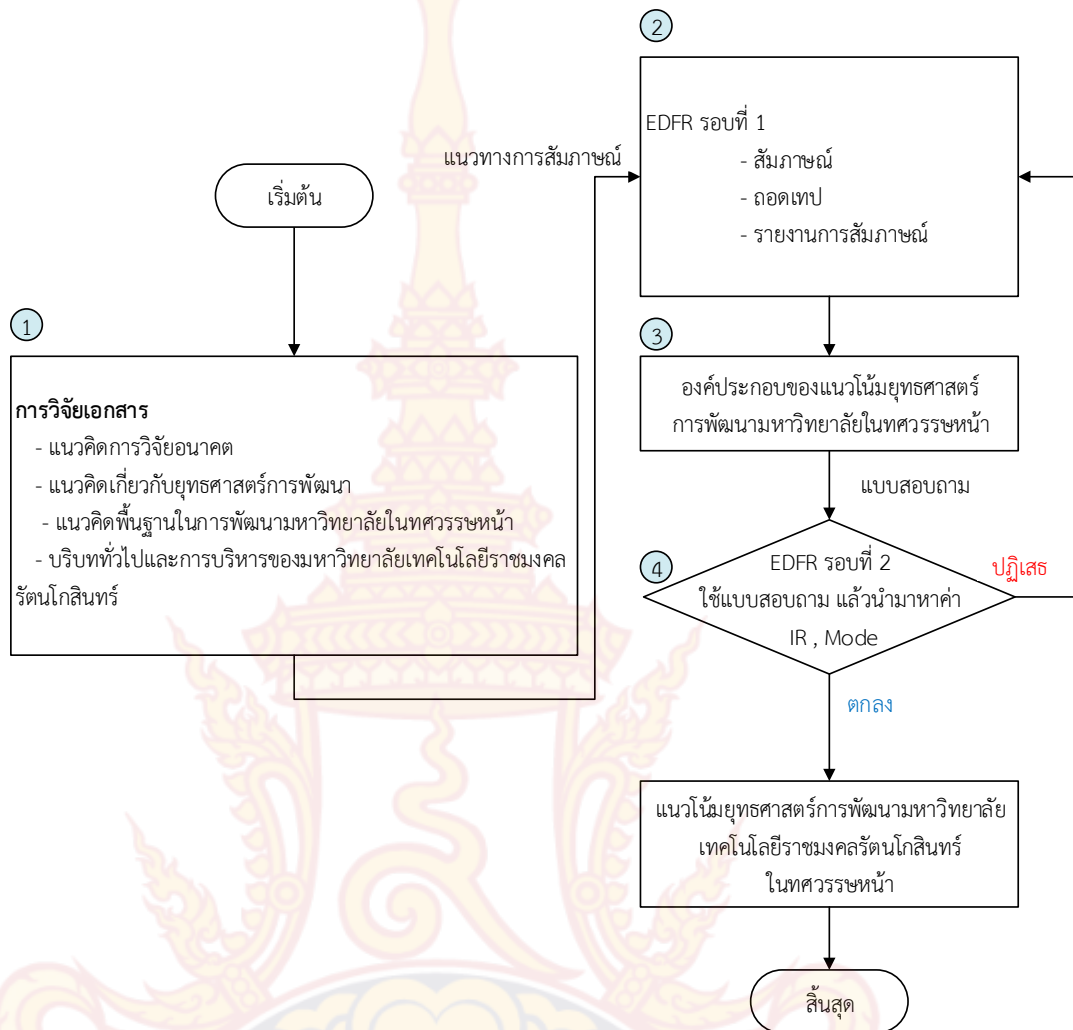 เริ่มต้น
1
การวิจัยเอกสาร
- แนวคิดการวิจัยอนาคต
- แนวคิดเกี่ยวกับยุทธศาสตร์การพัฒนา
- แนวคิดพื้นฐานในการพัฒนามหาวิทยาลัยในทศวรรษหน้า
- บริบททั่วไปและการบริหารของมหาวิทยาลัยเทคโนโลยีราชมงคล
รัตนโกสินทร์
แนวทางการสัมภาษณ์
2
EDFR รอบที่ 1
- สัมภาษณ์
- ถอดเทป
- รายงานการสัมภาษณ์
3
องค์ประกอบของแนวโน้มยุทธศาสตร์
การพัฒนามหาวิทยาลัยในทศวรรษหน้า
แบบสอบถาม
4
EDFR รอบที่ 2
ใช้แบบสอบถาม แล้วนำมาหาค่า
IR , Mode
ปฏิเสธ
ตกลง
แนวโน้มยุทธศาสตร์การพัฒนามหาวิทยาลัย
เทคโนโลยีราชมงคลรัตนโกสินทร์
ในทศวรรษหน้า
สิ้นสุด